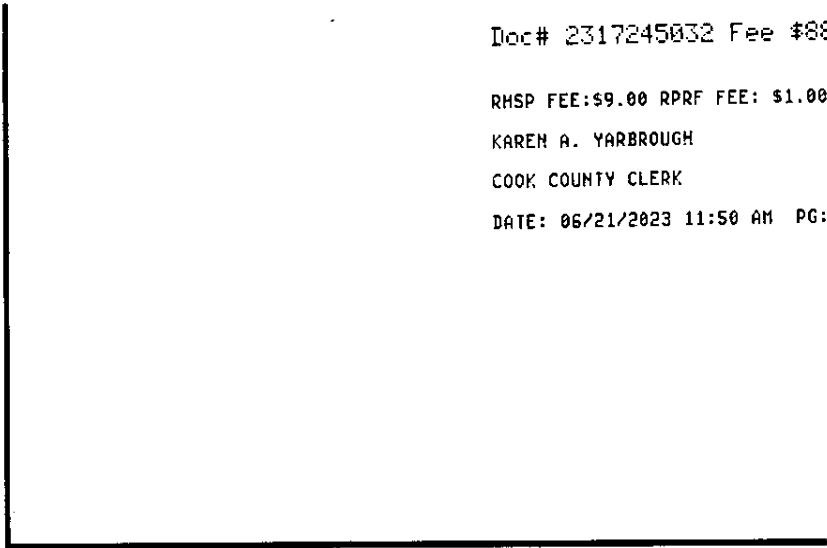 Doc# 2317245032 Fee $88
RHSP FEE:$9.00 RPRF FEE: $1.00
KAREN A. YARBROUGH
COOK COUNTY CLERK
DATE: 06/21/2023 11:50 AM PG: